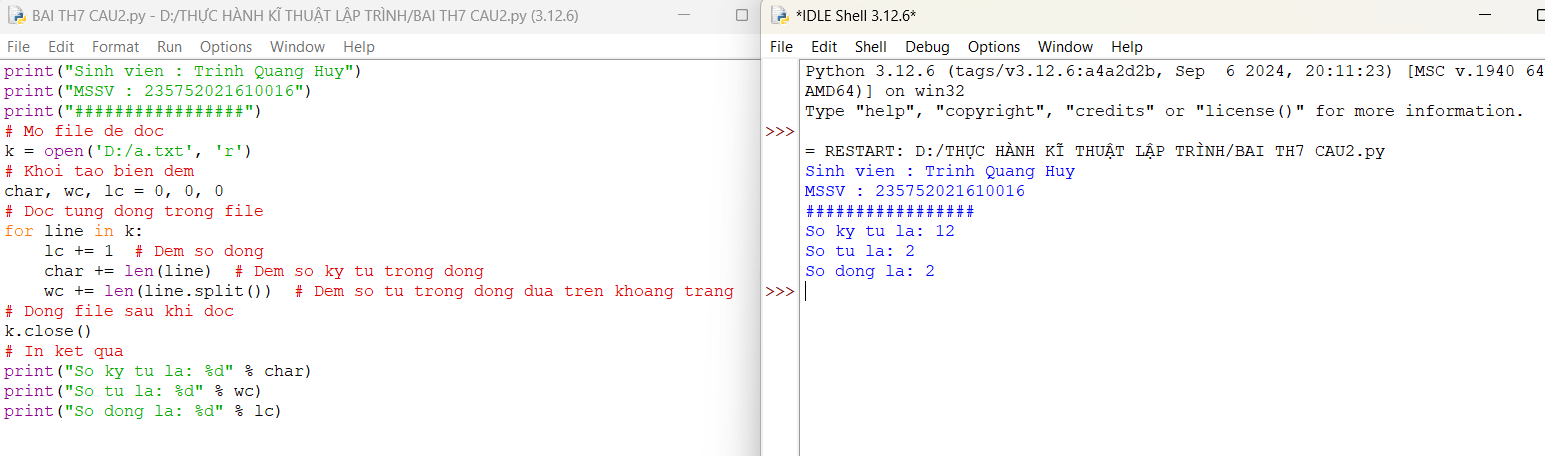 BAI TH7 CAU2.py - D:/THỰC HÀNH KĨ THUẬT LẬP TRÌNH/BAI TH7 CAU2.py (3.12.6)
File Edit Format Run Options Window Help
print("Sinh vien : Trinh Quang Huy")
print("MSSV : 235752021610016")
print("#################")
# Mo file de doc
k = open('D:/a.txt', 'r')
# Khoi tao bien dem
char, wc, lc = 0, 0, 0
# Doc tung dong trong file
for line in k:
    lc += 1  # Dem so dong
    char += len(line)  # Dem so ky tu trong dong
    wc += len(line.split())  # Dem so tu trong dong dua tren khoang trang
# Dong file sau khi doc
k.close()
# In ket qua
print("So ky tu la: %d" % char)
print("So tu la: %d" % wc)
print("So dong la: %d" % lc)
*IDLE Shell 3.12.6*
File Edit Shell Debug Options Window Help
Python 3.12.6 (tags/v3.12.6:a4a2d2b, Sep  6 2024, 20:11:23) [MSC v.1940 64
AMD64)] on win32
Type "help", "copyright", "credits" or "license()" for more information.
>>>
= RESTART: D:/THỰC HÀNH KĨ THUẬT LẬP TRÌNH/BAI TH7 CAU2.py
Sinh vien : Trinh Quang Huy
MSSV : 235752021610016
#################
So ky tu la: 12
So tu la: 2
So dong la: 2
>>>